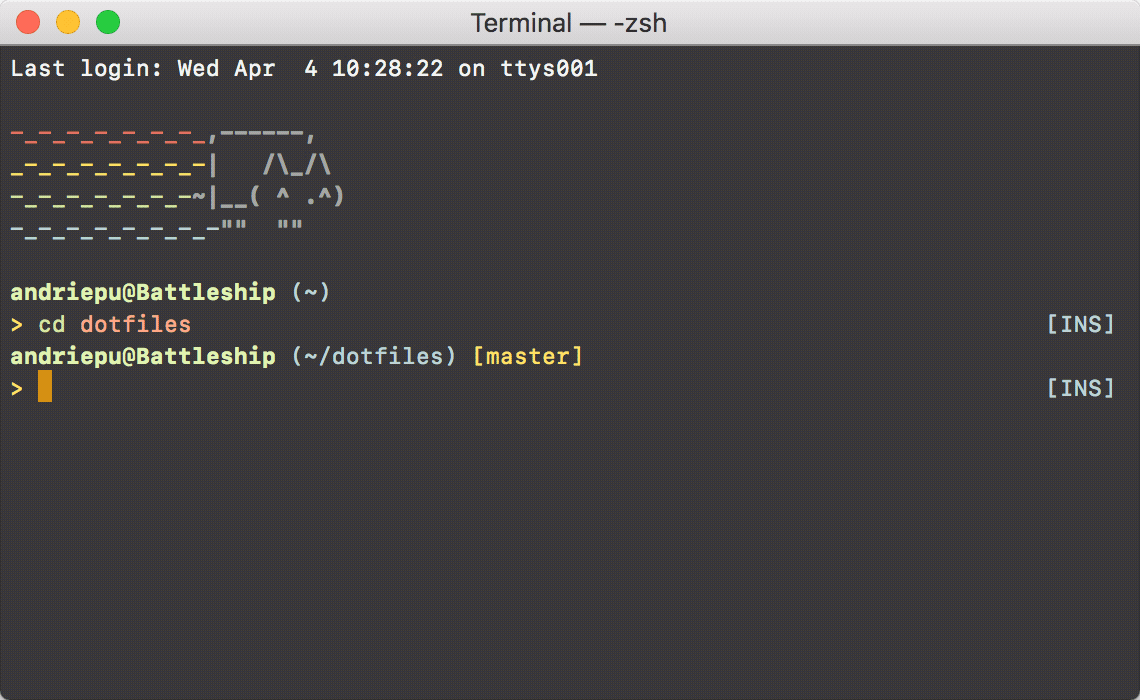 Terminal — -zsh
Last login: Wed Apr  4 10:28:22 on ttys001
-_-_-_-_-_-_-_,------,
_-_-_-_-_-_-_-|   /\_/\
-_-_-_-_-_-_-~|__( ^ .^)
-_-_-_-_-_-_-_-""  ""
andriepu@Battleship (~)
> cd dotfiles [INS]
andriepu@Battleship (~/dotfiles) [master]
> [INS]